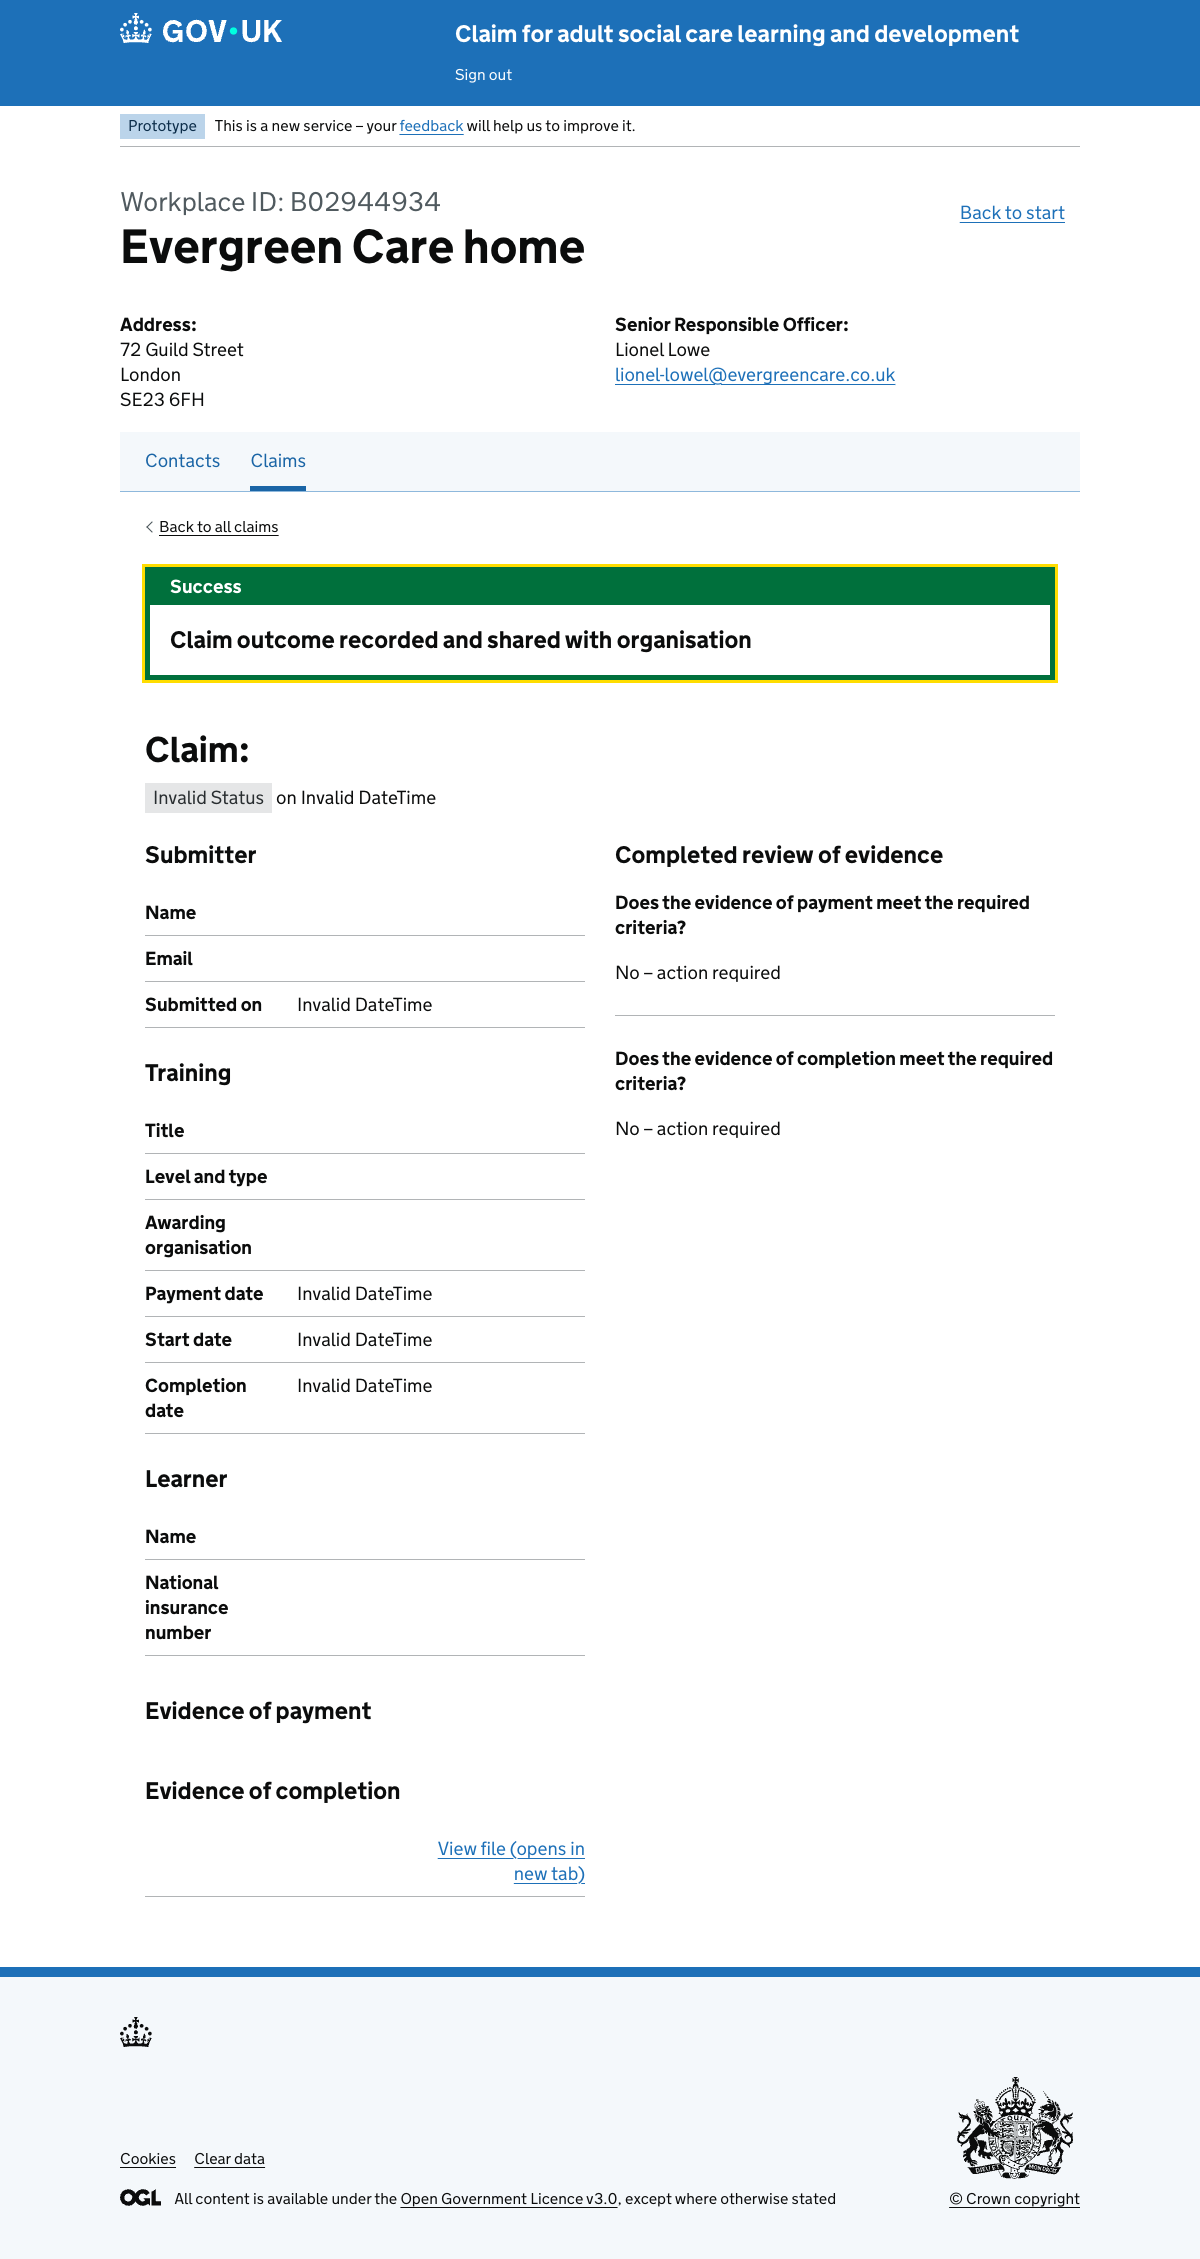 GOV·UK
Claim for adult social care learning and development
Sign out
Prototype This is a new service – your feedback will help us to improve it.
Workplace ID: B02944934
Back to start
Evergreen Care home
Address:
72 Guild Street
London
SE23 6FH
Senior Responsible Officer:
Lionel Lowe
lionel-lowel@evergreencare.co.uk
Contacts Claims
Back to all claims
Success
Claim outcome recorded and shared with organisation
Claim:
Invalid Status on Invalid DateTime
Submitter
Name
Email
Submitted on Invalid DateTime
Training
Title
Level and type
Awarding
organisation
Payment date Invalid DateTime
Start date Invalid DateTime
Completion Invalid DateTime
date
Learner
Name
National
insurance
number
Evidence of payment
Evidence of completion
View file (opens in
new tab)
Completed review of evidence
Does the evidence of payment meet the required
criteria?
No – action required
Does the evidence of completion meet the required
criteria?
No – action required
Cookies Clear data
OGL All content is available under the Open Government Licence v3.0, except where otherwise stated
© Crown copyright